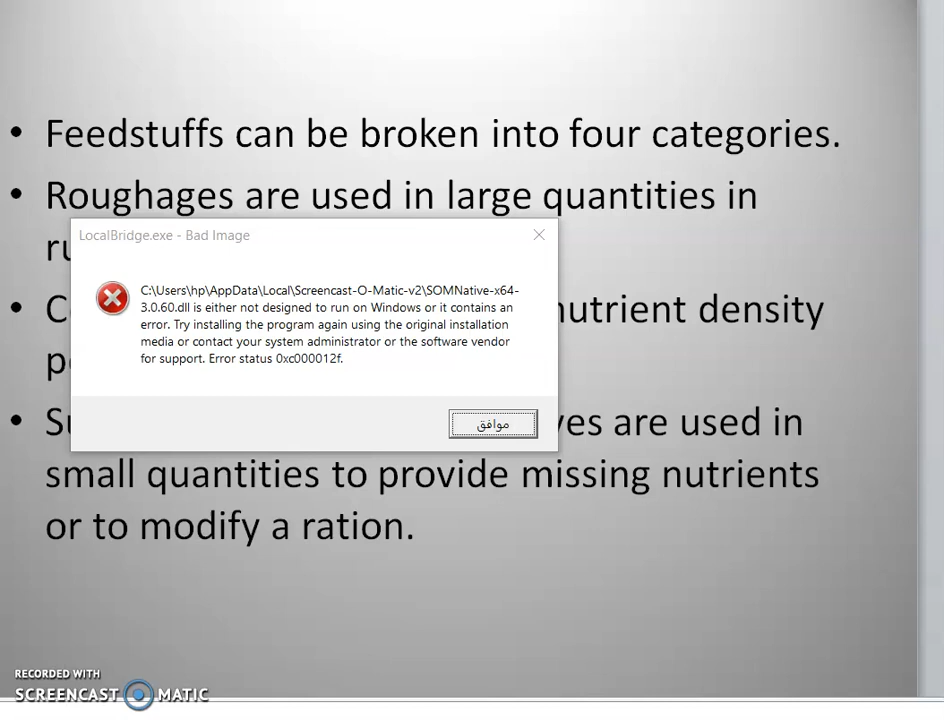 • Feedstuffs can be broken into four categories.
• Roughages are used in large quantities in
LocalBridge.exe - Bad Image
C:\Users\hp\AppData\Local\Screencast-O-Matic-v2\SOMNative-x64-
3.0.60.dll is either not designed to run on Windows or it contains an
error. Try installing the program again using the original installation
media or contact your system administrator or the software vendor
for support. Error status 0xc000012f.
موافق
• nutrient density
• are used in
small quantities to provide missing nutrients
or to modify a ration.
RECORDED WITH
SCREENCAST MATIC